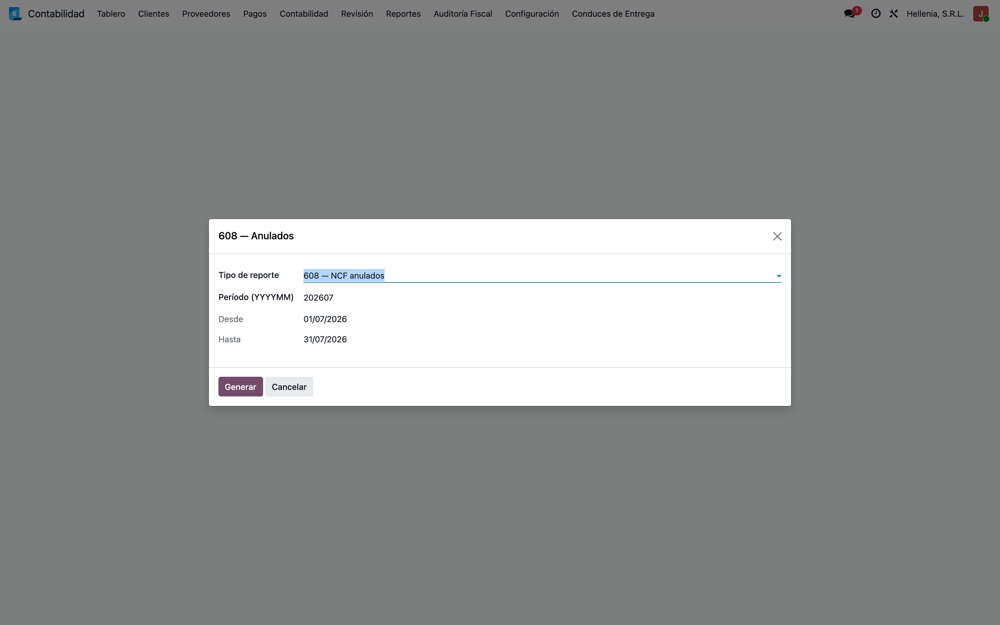 Contabilidad Tablero Clientes Proveedores Pagos Contabilidad Revisión Reportes Auditoría Fiscal Configuración Conduces de Entrega 1 Hellenia, S.R.L. J
608 — Anulados
Tipo de reporte 608 — NCF anulados
Período (YYYYMM) 202607
Desde 01/07/2026
Hasta 31/07/2026
Generar Cancelar